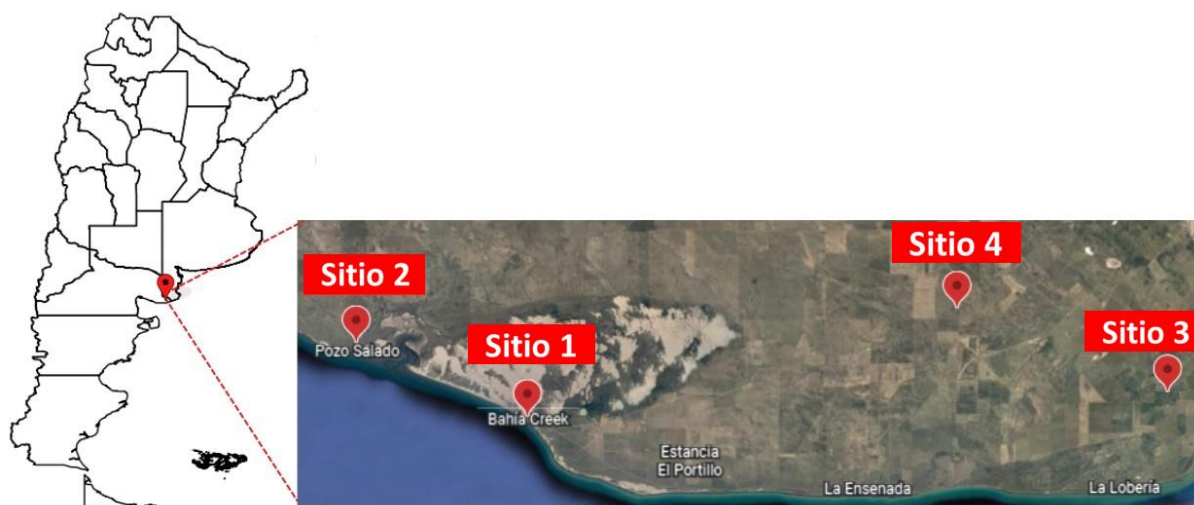 Sitio 4
Sitio 2
Sitio 1
Sitio 3
Pozo Salado
Bahía Creek
Estancia
El Portillo
La Ensenada
La Lobería